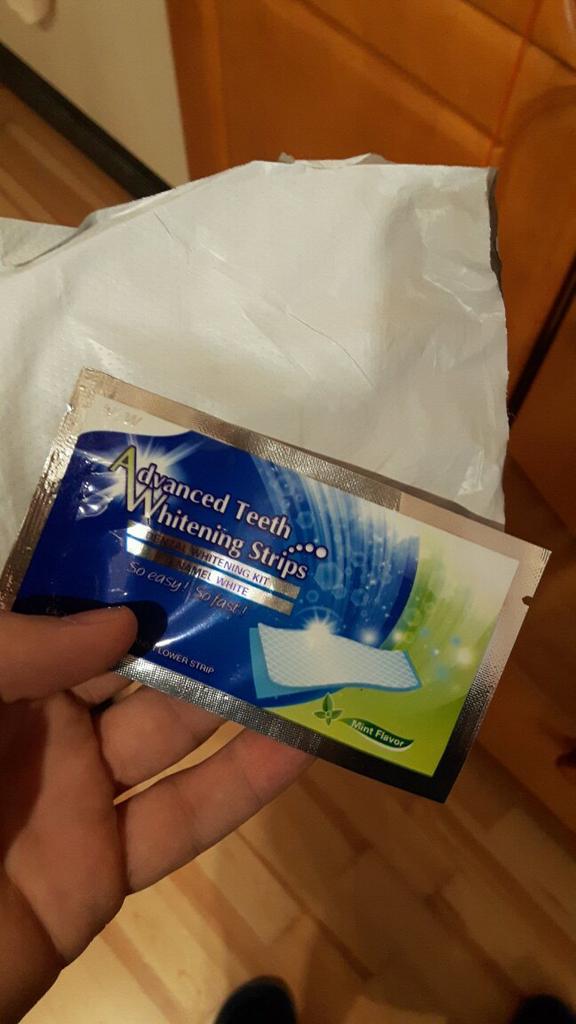 Advanced Teeth
Whitening Strips
DENTAL WHITENING KIT
ENAMEL WHITE
So easy! So fast!
LOWER STRIP
Mint Flavor